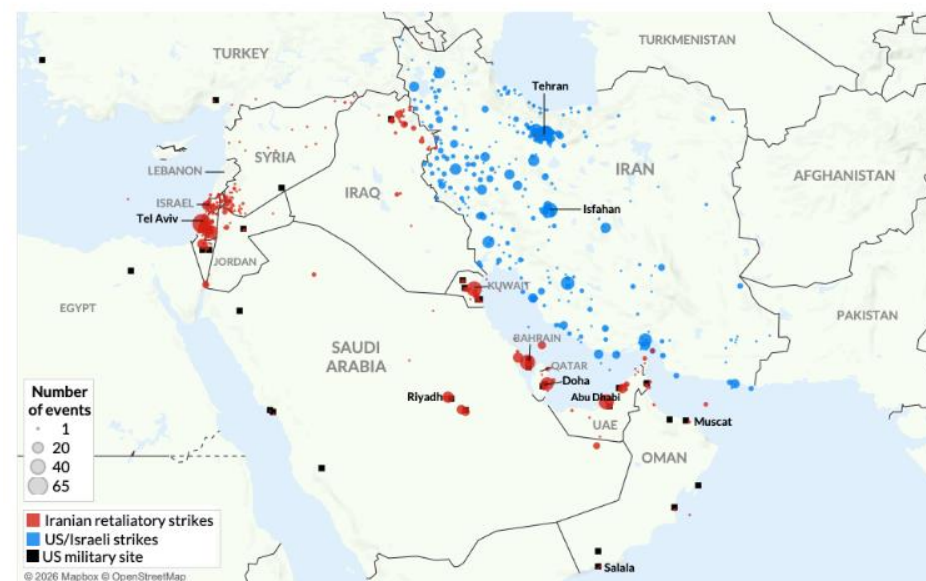 TURKEY
TURKMENISTAN
Tehran
SYRIA
LEBANON
IRAQ
IRAN
AFGHANISTAN
ISRAEL
Tel Aviv
Isfahan
JORDAN
KUWAIT
EGYPT
PAKISTAN
SAUDI
ARABIA
BAHRAIN
QATAR
Doha
Riyadh
Abu Dhabi
UAE
Muscat
OMAN
Salala
Number
of events
1
20
40
65
Iranian retaliatory strikes
US/Israeli strikes
US military site
© 2026 Mapbox © OpenStreetMap